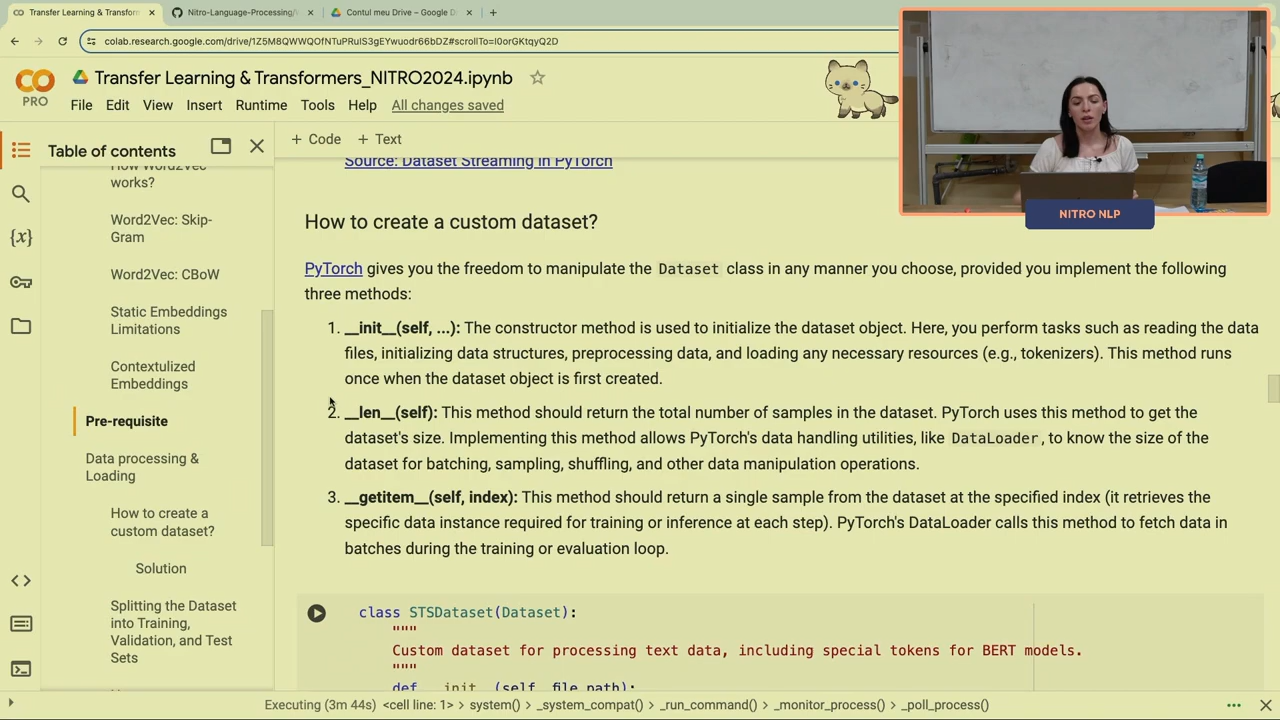 Transfer Learning & Transform
Nitro-Language-Processing/
Contul meu Drive – Google D
colab.research.google.com/drive/1Z5M8QWWQOfNTuPRulS3gEYwuodr66bDZ#scrollTo=I0orGKtqyQ2D
CO
PRO
Transfer Learning & Transformers_NITRO2024.ipynb
File Edit View Insert Runtime Tools Help All changes saved
NITRO NLP
+ Code + Text
Table of contents
How Word2Vec
works?
Word2Vec: Skip-
Gram
Word2Vec: CBoW
Static Embeddings
Limitations
Contextulized
Embeddings
Pre-requisite
Data processing &
Loading
How to create a
custom dataset?
Solution
Splitting the Dataset
into Training,
Validation, and Test
Sets
Source: Dataset Streaming in PyTorch
How to create a custom dataset?
PyTorch gives you the freedom to manipulate the Dataset class in any manner you choose, provided you implement the following
three methods:
1. __init__(self, ...): The constructor method is used to initialize the dataset object. Here, you perform tasks such as reading the data
files, initializing data structures, preprocessing data, and loading any necessary resources (e.g., tokenizers). This method runs
once when the dataset object is first created.
2. __len__(self): This method should return the total number of samples in the dataset. PyTorch uses this method to get the
dataset's size. Implementing this method allows PyTorch's data handling utilities, like DataLoader, to know the size of the
dataset for batching, sampling, shuffling, and other data manipulation operations.
3. __getitem__(self, index): This method should return a single sample from the dataset at the specified index (it retrieves the
specific data instance required for training or inference at each step). PyTorch's DataLoader calls this method to fetch data in
batches during the training or evaluation loop.
class STSDataset(Dataset):
"""
Custom dataset for processing text data, including special tokens for BERT models.
"""
def __init__(self, file_path):
Executing (3m 44s) <cell line: 1> > system() > _system_compat() > _run_command() > _monitor_process() > _poll_process()